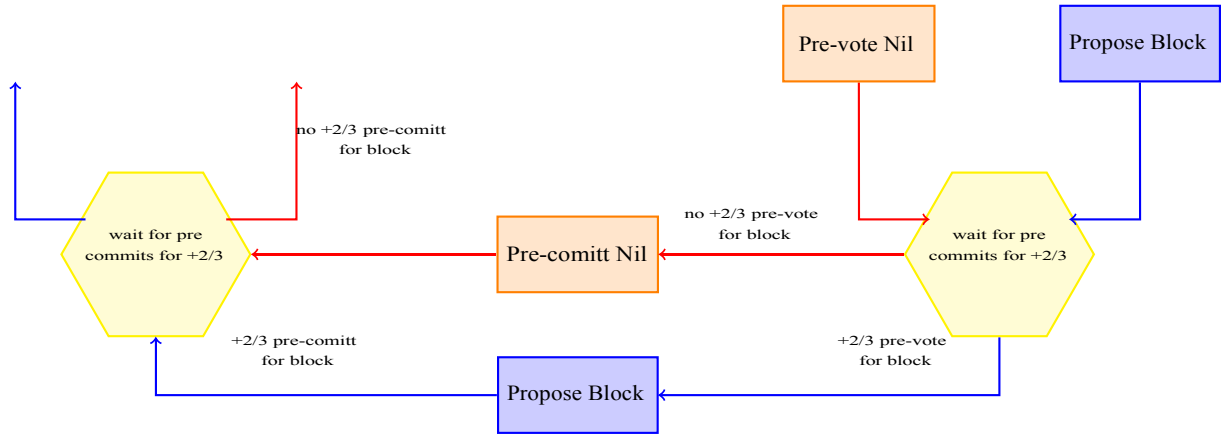 Pre-vote Nil
Propose Block
no +2/3 pre-comitt
for block
wait for pre
commits for +2/3
Pre-comitt Nil
no +2/3 pre-vote
for block
wait for pre
commits for +2/3
+2/3 pre-comitt
for block
Propose Block
+2/3 pre-vote
for block